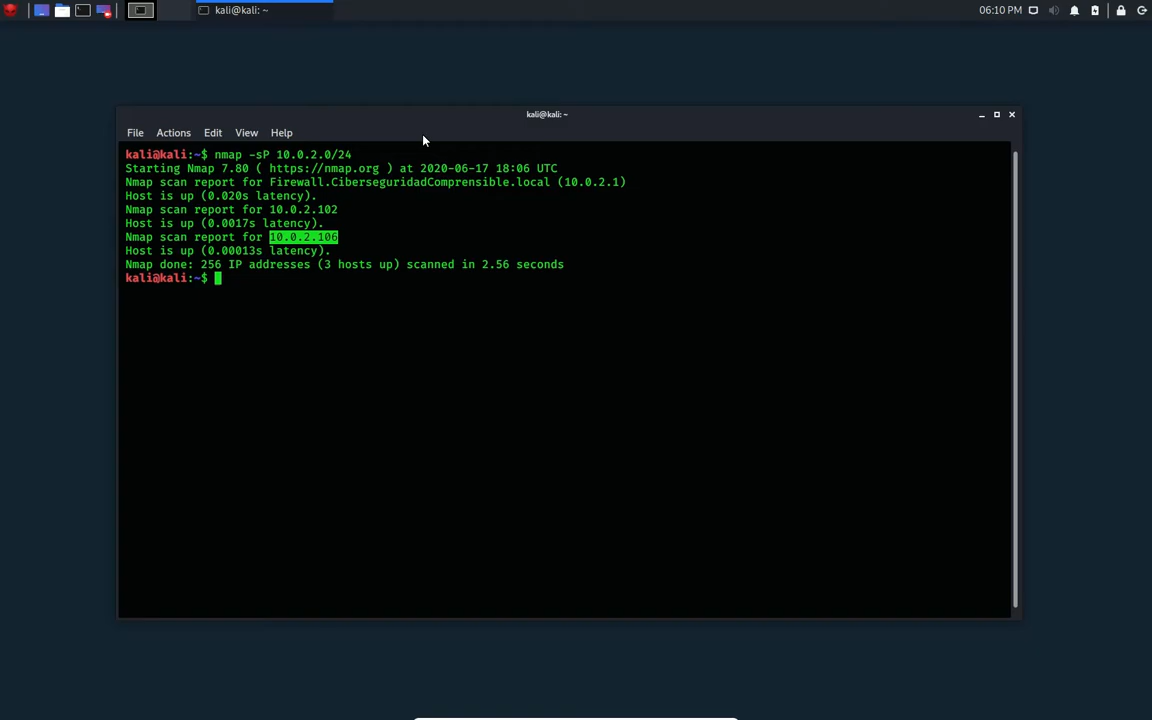 kali@kali: ~
06:10 PM
kali@kali: ~
File Actions Edit View Help
kali@kali:~$ nmap -sP 10.0.2.0/24
Starting Nmap 7.80 ( https://nmap.org ) at 2020-06-17 18:06 UTC
Nmap scan report for Firewall.CiberseguridadComprensible.local (10.0.2.1)
Host is up (0.020s latency).
Nmap scan report for 10.0.2.102
Host is up (0.0017s latency).
Nmap scan report for 10.0.2.106
Host is up (0.00013s latency).
Nmap done: 256 IP addresses (3 hosts up) scanned in 2.56 seconds
kali@kali:~$